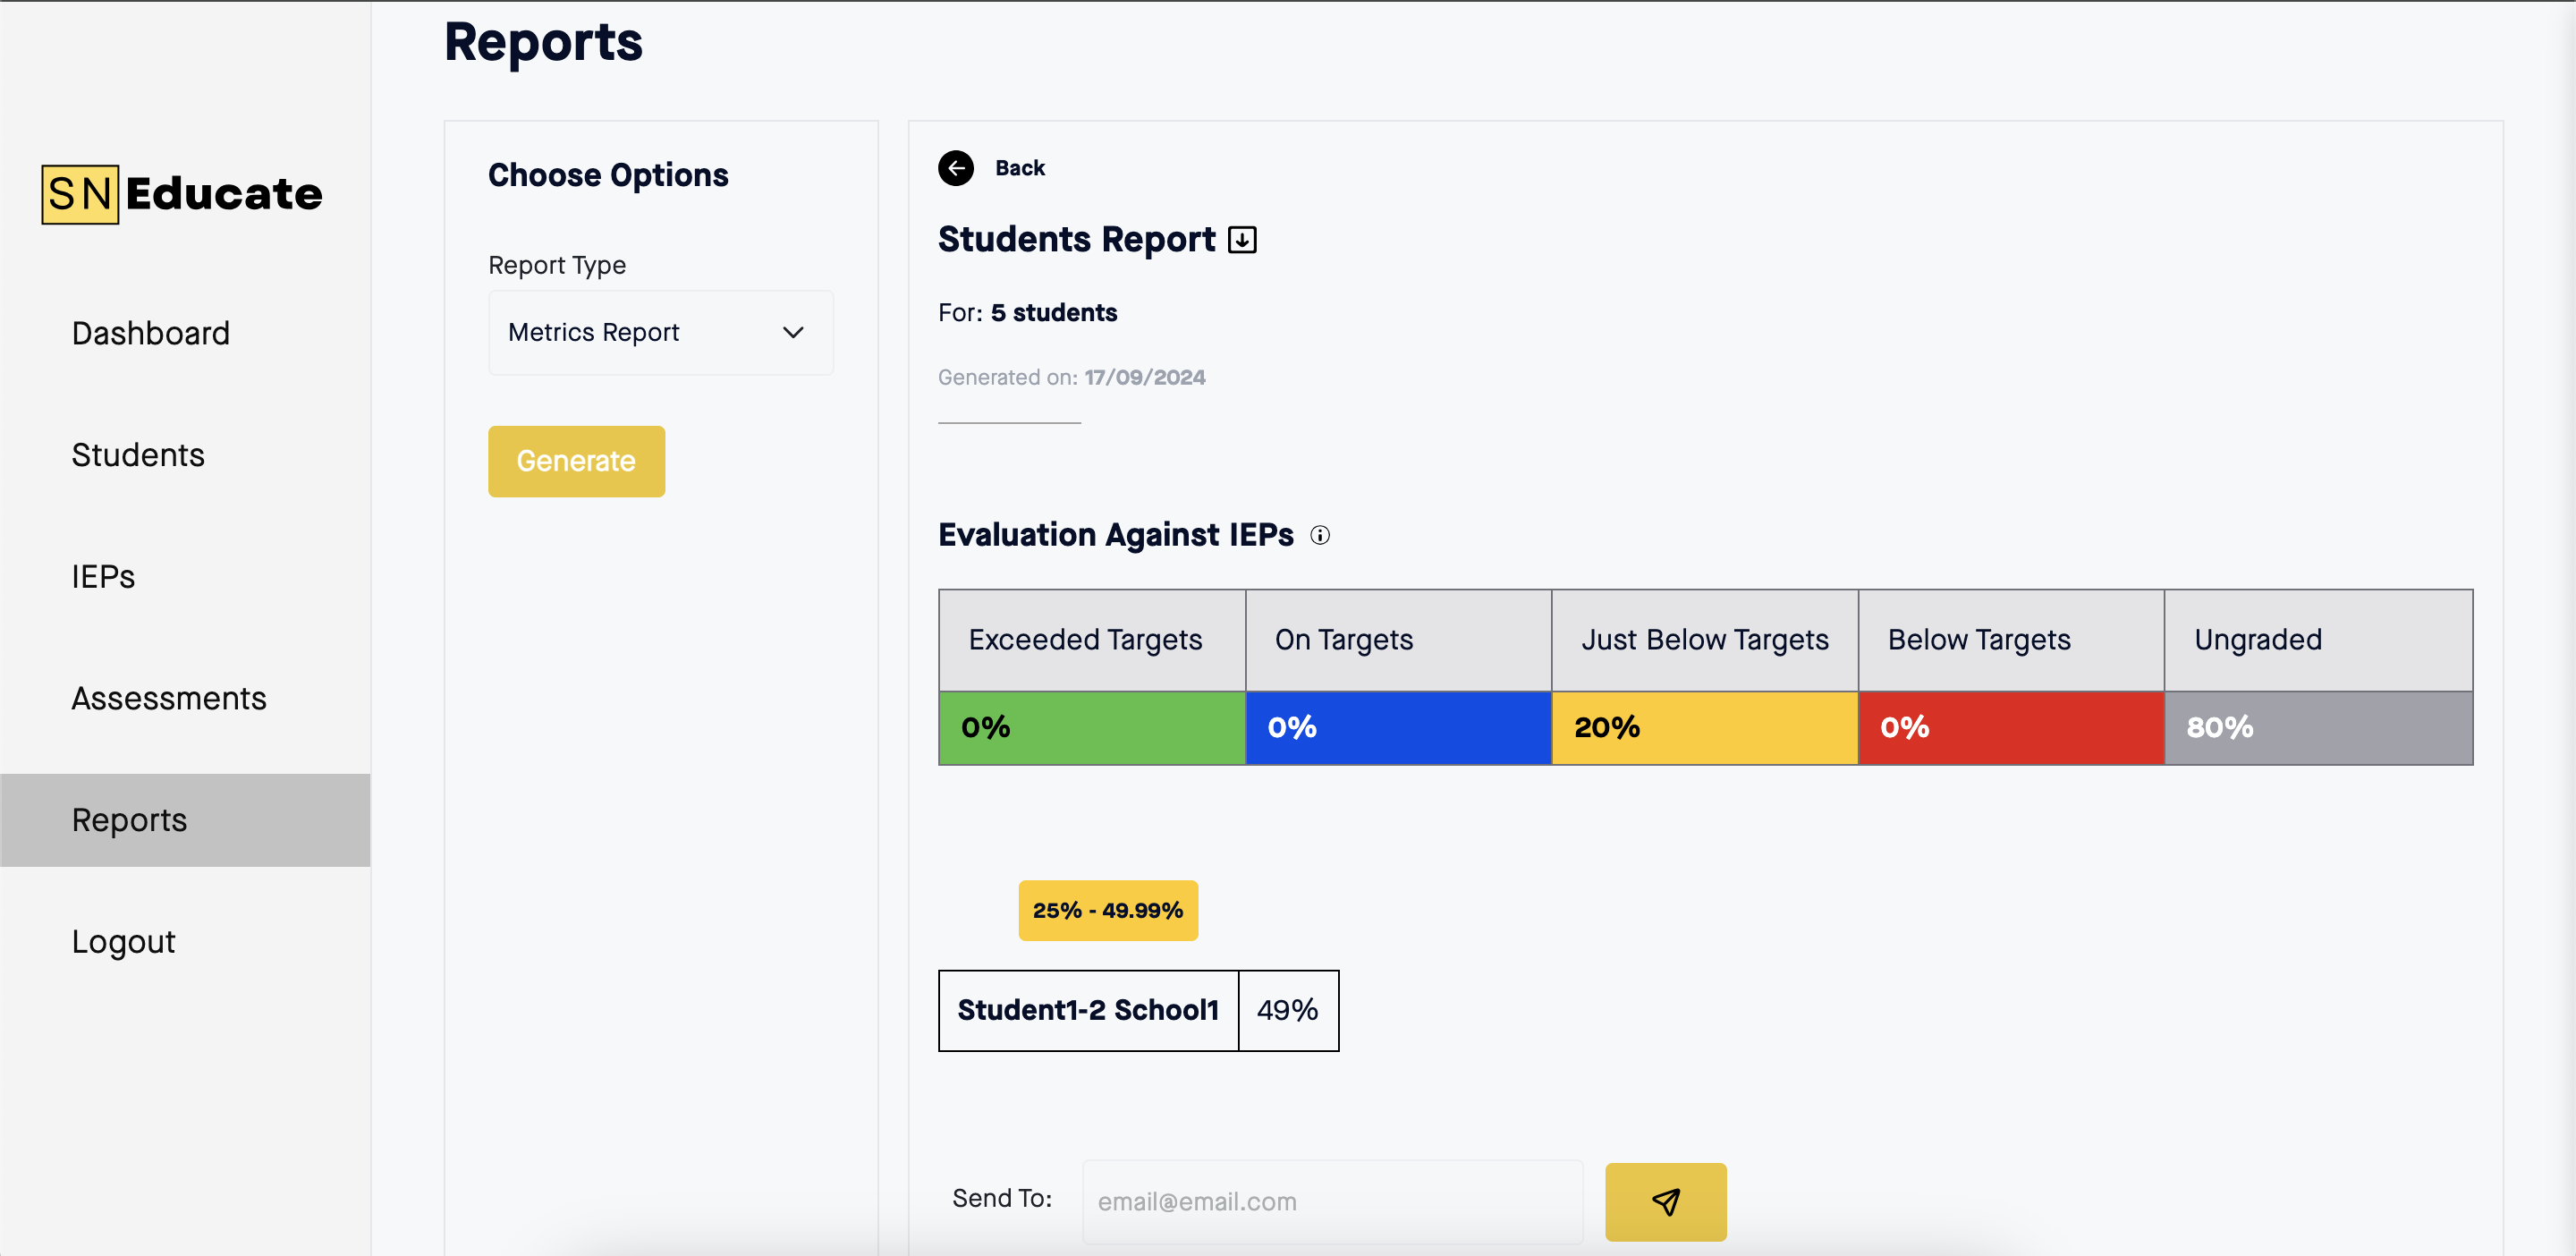 Reports
SN Educate
Dashboard
Students
IEPs
Assessments
Reports
Logout
Choose Options
Report Type
Metrics Report
Generate
Back
Students Report
For: 5 students
Generated on: 17/09/2024
Evaluation Against IEPs
Exceeded Targets On Targets Just Below Targets Below Targets Ungraded
0% 0% 20% 0% 80%
25% - 49.99%
Student1-2 School1 49%
Send To: email@email.com